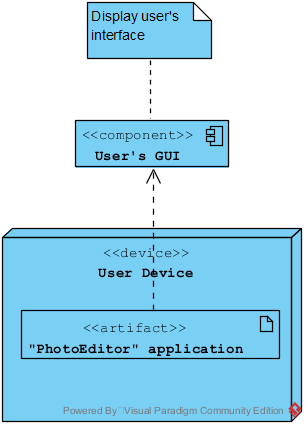 Display user's
interface
<<component>>
User's GUI
<<device>>
User Device
<<artifact>>
"PhotoEditor" application
Powered By Visual Paradigm Community Edition